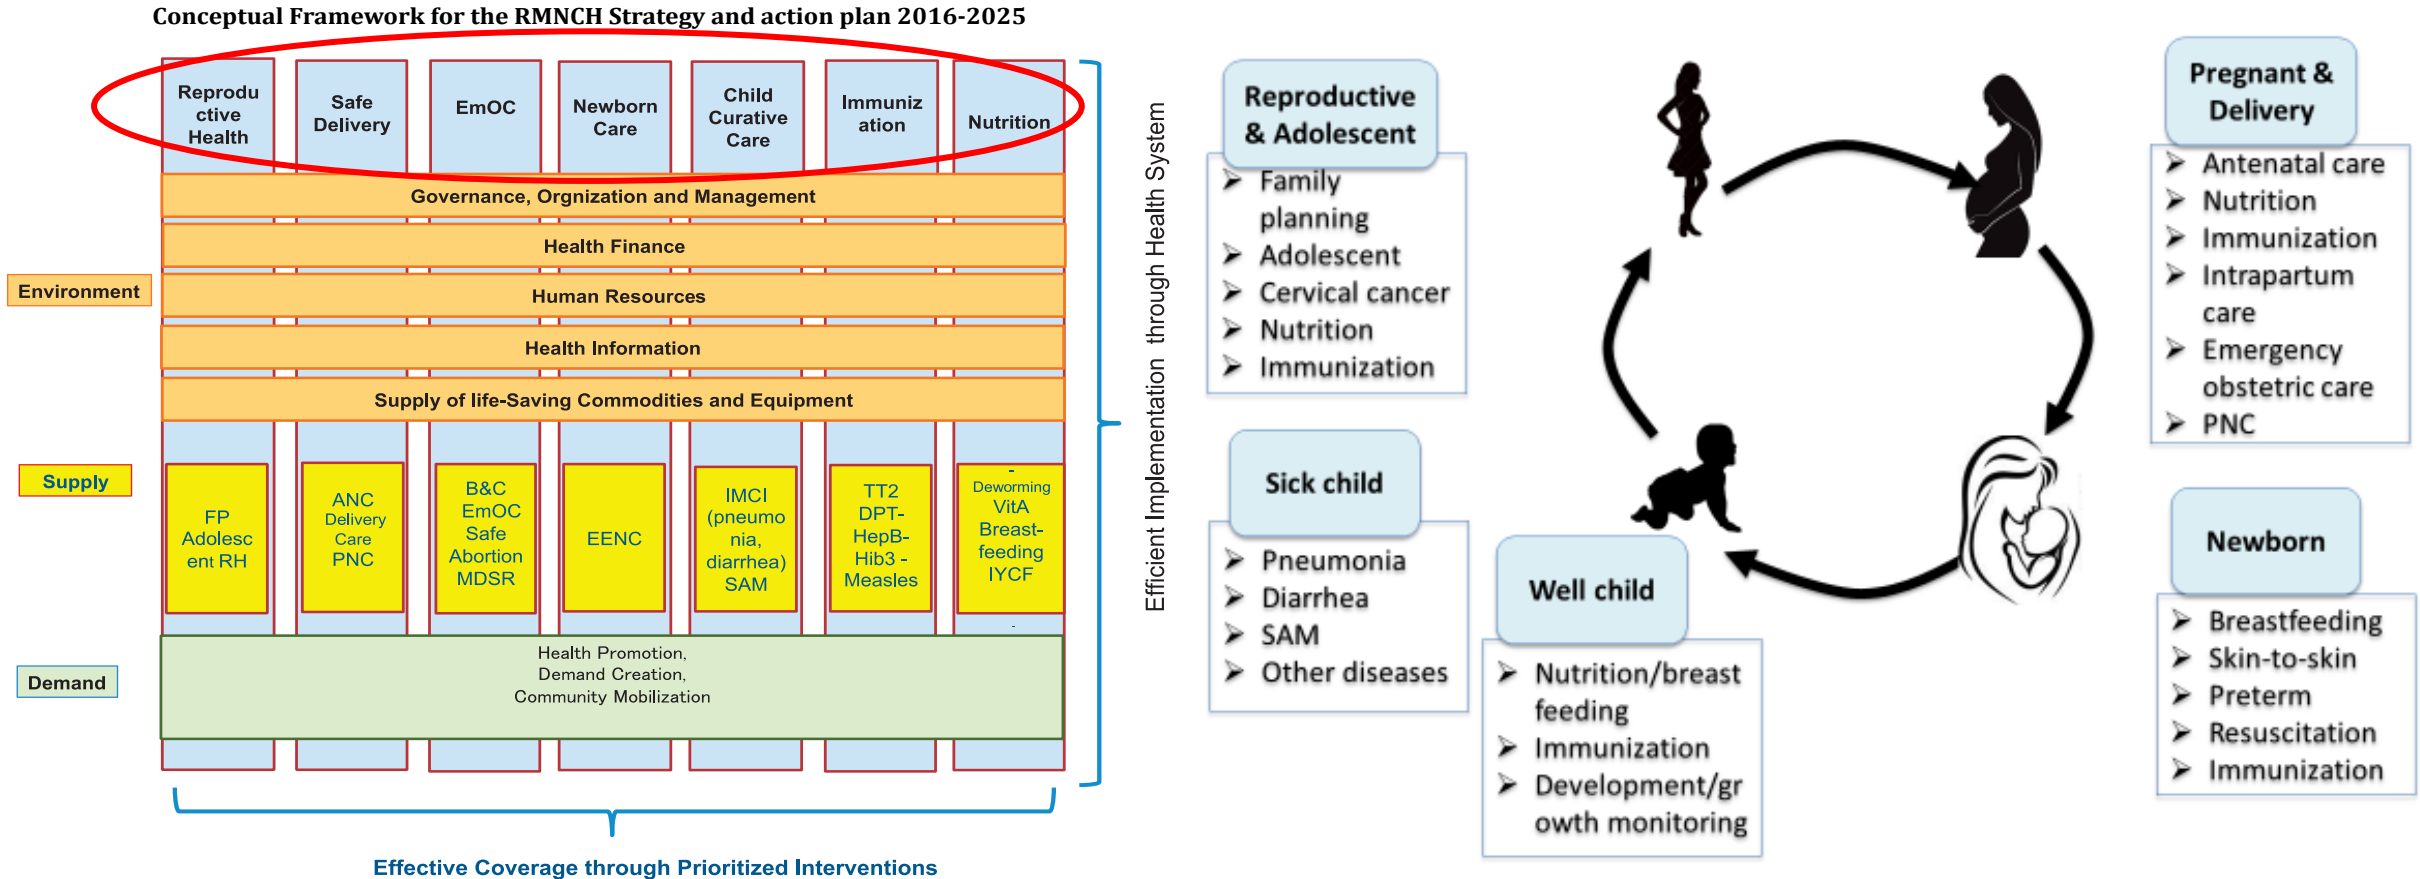 Conceptual Framework for the RMNCH Strategy and action plan 2016-2025
Reprodu
ctive
Health
Safe
Delivery
EmOC
Newborn
Care
Child
Curative
Care
Immuniz
ation
Nutrition
Governance, Orgnization and Management
Health Finance
Environment
Human Resources
Health Information
Supply of life-Saving Commodities and Equipment
Supply
FP
Adolesc
ent RH
ANC
Delivery
Care
PNC
B&C
EmOC
Safe
Abortion
MDSR
EENC
IMCI
(pneumo
nia,
diarrhea)
SAM
TT2
DPT-
HepB-
Hib3 -
Measles
-
Deworming
VitA
Breast-
feeding
IYCF
-
Demand
Health Promotion,
Demand Creation,
Community Mobilization
Effective Coverage through Prioritized Interventions
Efficient Implementation through Health System
Reproductive
& Adolescent
➢ Family
planning
➢ Adolescent
➢ Cervical cancer
➢ Nutrition
➢ Immunization
Pregnant &
Delivery
➢ Antenatal care
➢ Nutrition
➢ Immunization
➢ Intrapartum
care
➢ Emergency
obstetric care
➢ PNC
Sick child
➢ Pneumonia
➢ Diarrhea
➢ SAM
➢ Other diseases
Well child
➢ Nutrition/breast
feeding
➢ Immunization
➢ Development/gr
owth monitoring
Newborn
➢ Breastfeeding
➢ Skin-to-skin
➢ Preterm
➢ Resuscitation
➢ Immunization